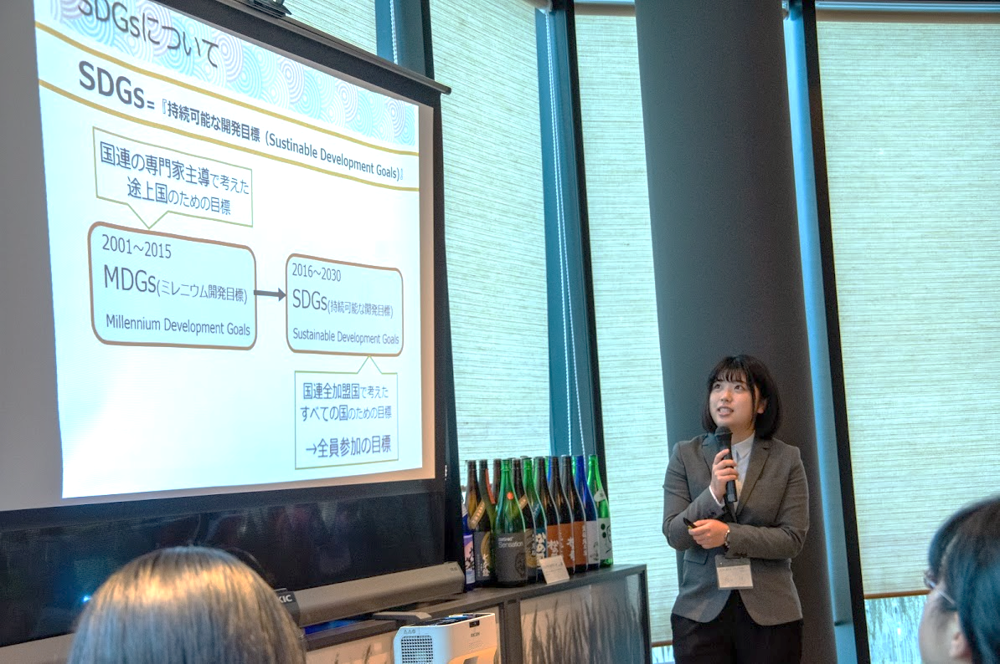 SDGsについて
SDGs=『持続可能な開発目標（Sustinable Development Goals)』
国連の専門家主導で考えた
途上国のための目標
2001～2015
MDGs(ミレニウム開発目標)
Millennium Development Goals
2016～2030
SDGs(持続可能な開発目標)
Sustainable Development Goals
国連全加盟国で考えた
すべての国のための目標
→全員参加の目標
Sensation
RICOH